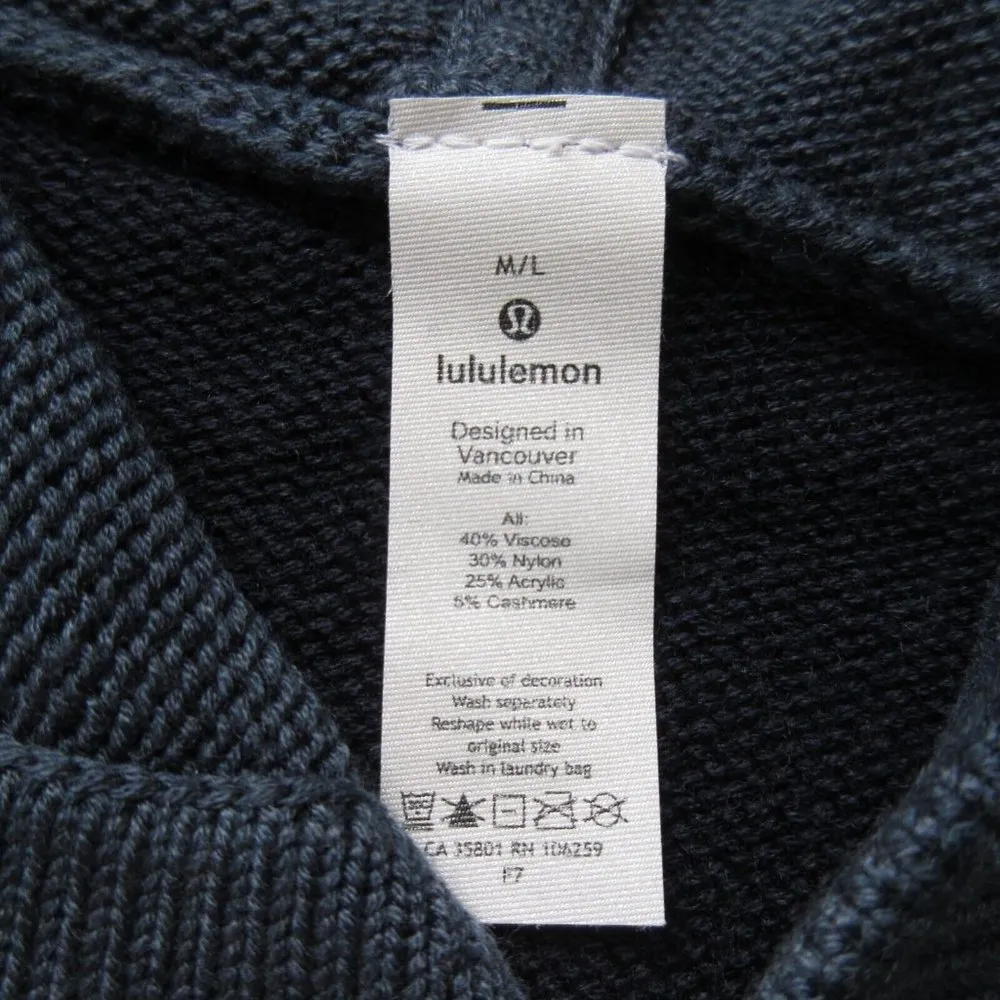 M/L
lululemon
Designed in
Vancouver
Made in China
All:
40% Viscose
30% Nylon
25% Acrylic
5% Cashmere
Exclusive of decoration
Wash separately
Reshape while wet to
original size
Wash in laundry bag
CA 35801 RN 106259
F7